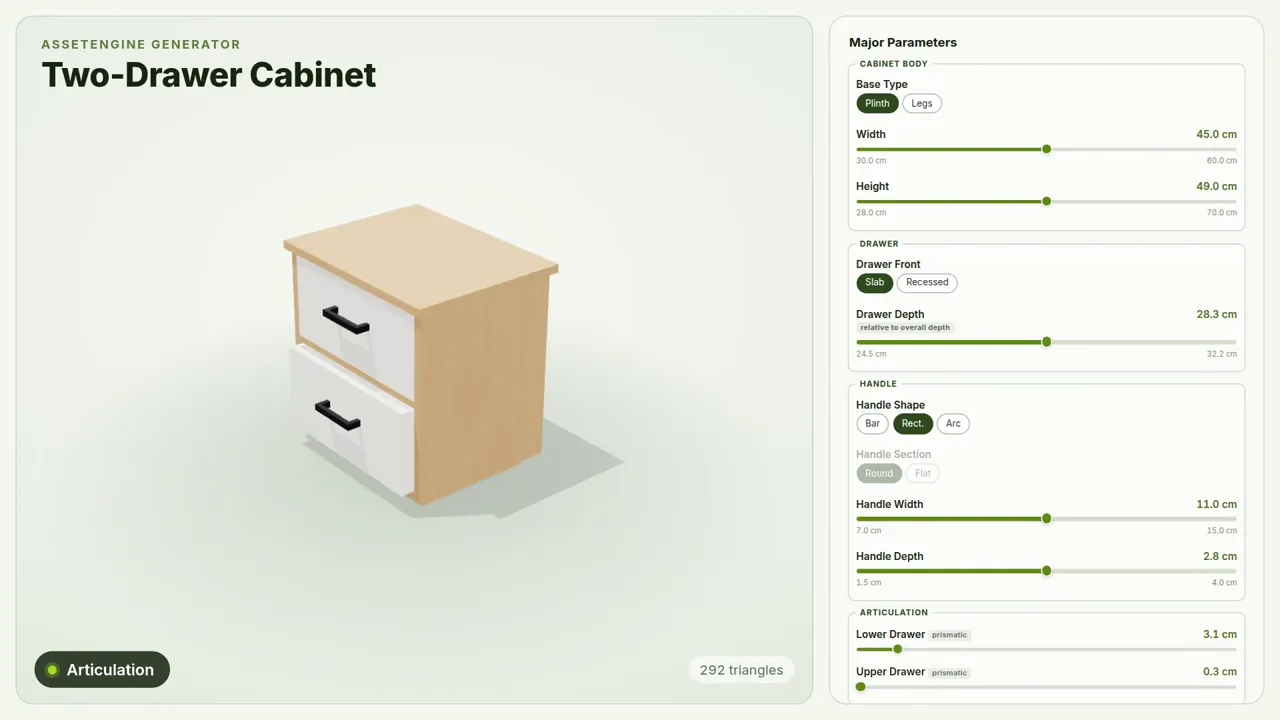 ASSETENGINE GENERATOR
Two-Drawer Cabinet
Articulation
292 triangles
Major Parameters
CABINET BODY
Base Type
Plinth Legs
Width 45.0 cm
30.0 cm 60.0 cm
Height 49.0 cm
28.0 cm 70.0 cm
DRAWER
Drawer Front
Slab Recessed
Drawer Depth 28.3 cm
relative to overall depth
24.5 cm 32.2 cm
HANDLE
Handle Shape
Bar Rect. Arc
Handle Section
Round Flat
Handle Width 11.0 cm
7.0 cm 15.0 cm
Handle Depth 2.8 cm
1.5 cm 4.0 cm
ARTICULATION
Lower Drawer prismatic 3.1 cm
Upper Drawer prismatic 0.3 cm